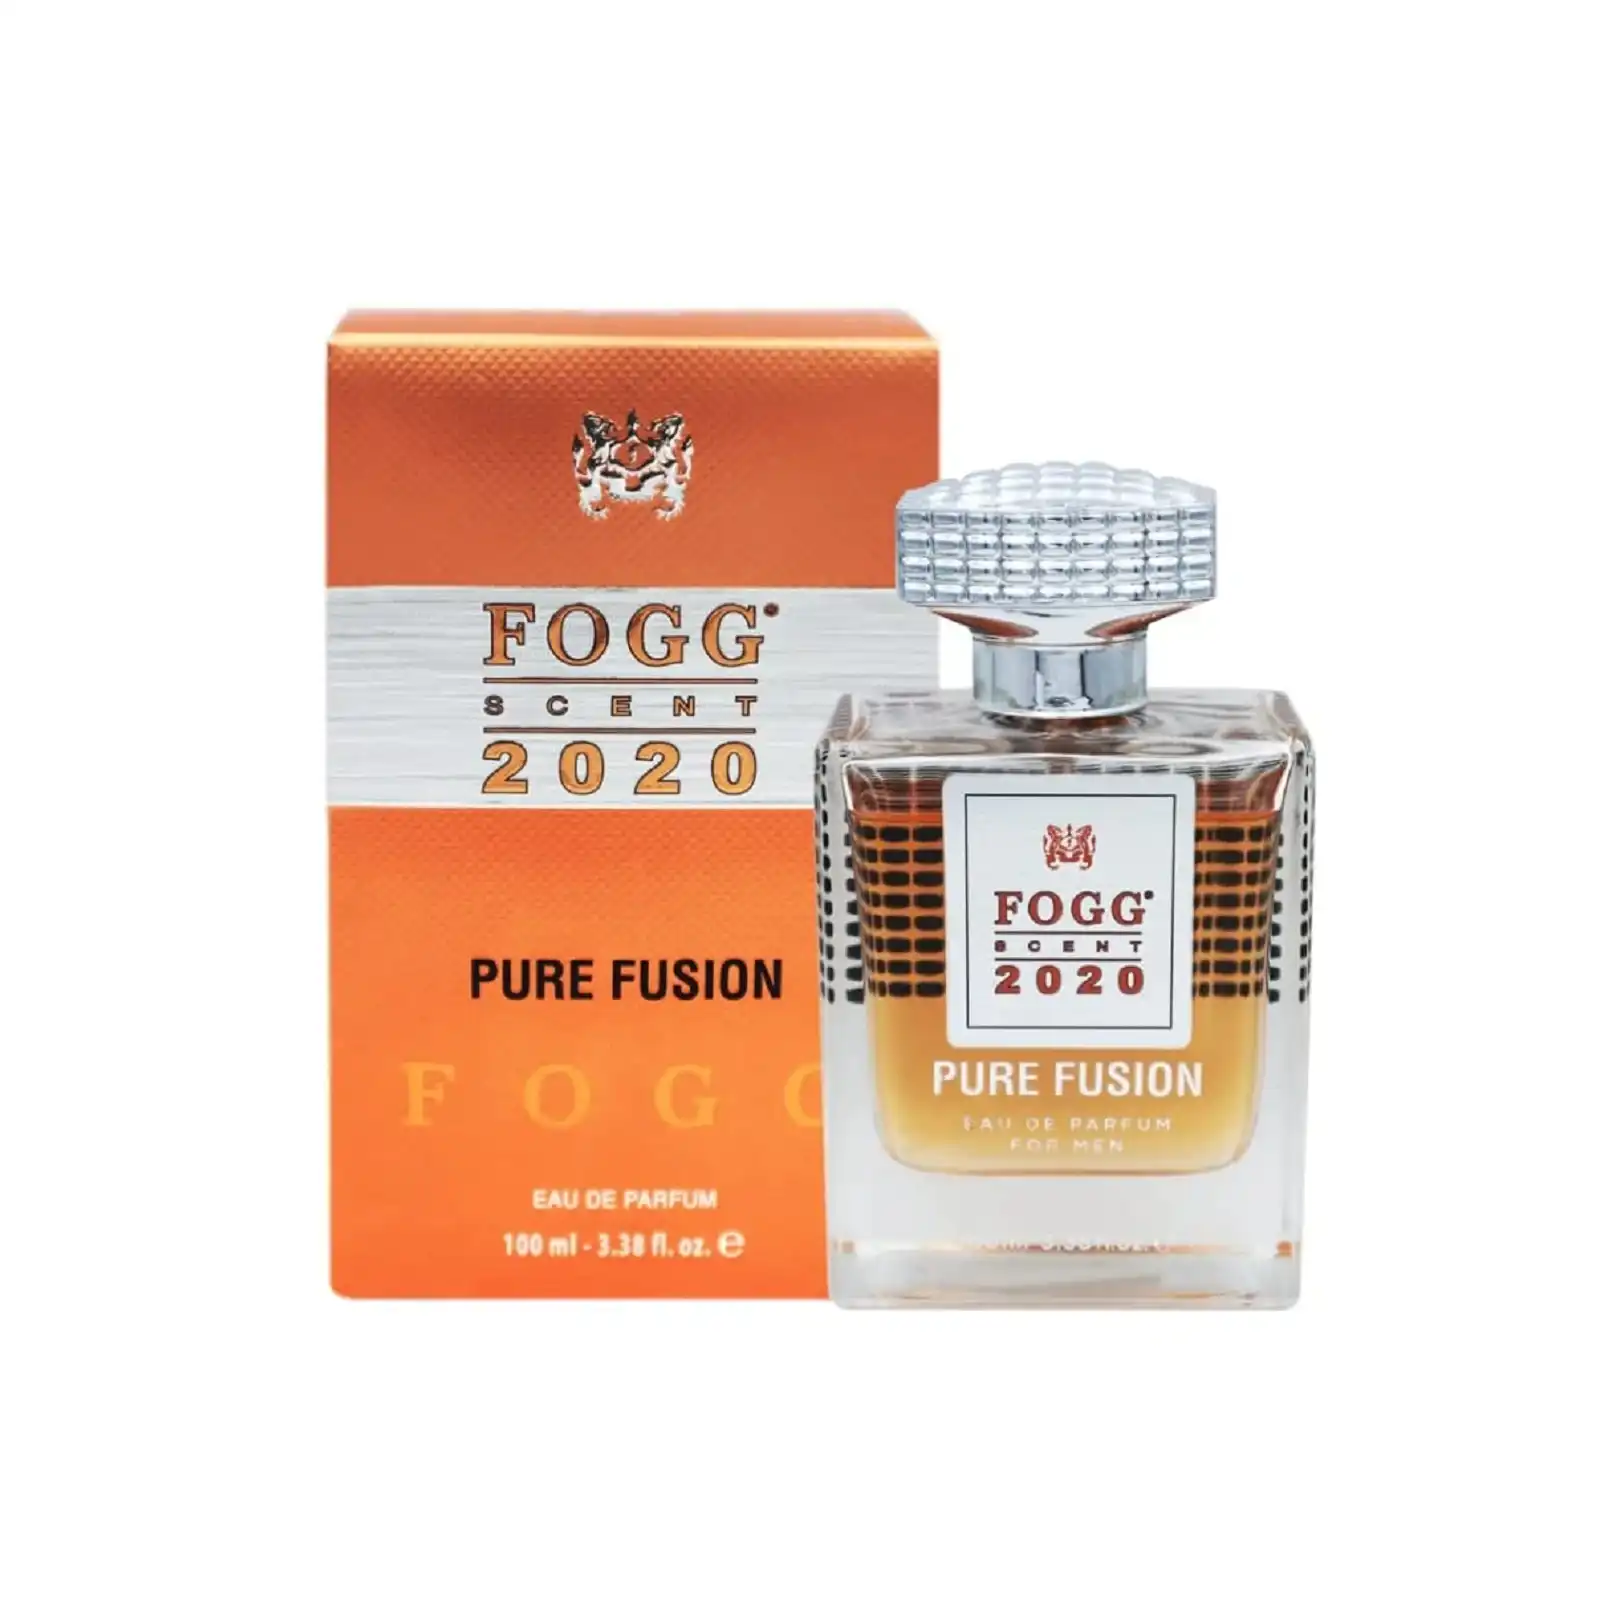 FOGG®
SCENT
2020
PURE FUSION
FOGG
EAU DE PARFUM
100 ml - 3.38 fl. oz. ℮
FOGG®
SCENT
2020
PURE FUSION
EAU DE PARFUM
FOR MEN